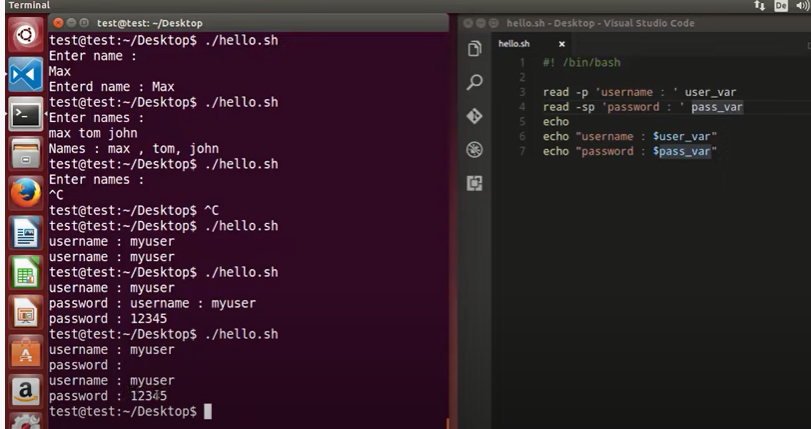 Terminal
De
test@test: ~/Desktop
test@test:~/Desktop$ ./hello.sh
Enter name :
Max
Enterd name : Max
test@test:~/Desktop$ ./hello.sh
Enter names :
max tom john
Names : max , tom, john
test@test:~/Desktop$ ./hello.sh
Enter names :
^C
test@test:~/Desktop$ ^C
test@test:~/Desktop$ ./hello.sh
username : myuser
test@test:~/Desktop$ ./hello.sh
username : myuser
password : username : myuser
password : 12345
test@test:~/Desktop$ ./hello.sh
username : myuser
password :
username : myuser
password : 12345
test@test:~/Desktop$
hello.sh - Desktop - Visual Studio Code
hello.sh
1 #! /bin/bash
2
3 read -p 'username : ' user_var
4 read -sp 'password : ' pass_var
5 echo
6 echo "username : $user_var"
7 echo "password : $pass_var"